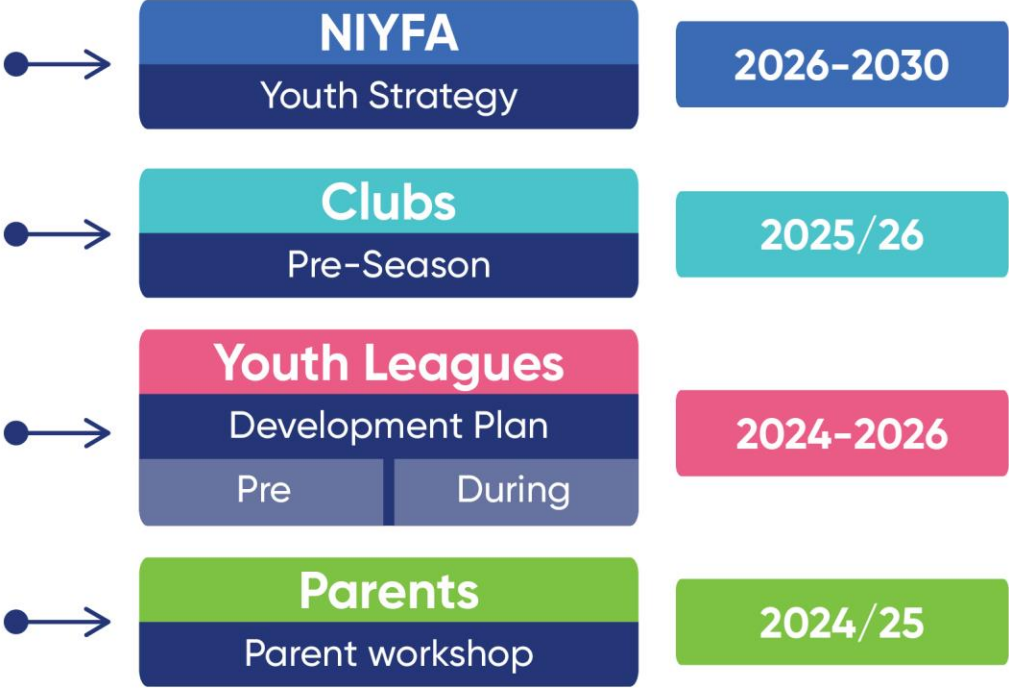 NIYFA
Youth Strategy
2026-2030
Clubs
Pre-Season
2025/26
Youth Leagues
Development Plan
Pre
During
2024-2026
Parents
Parent workshop
2024/25